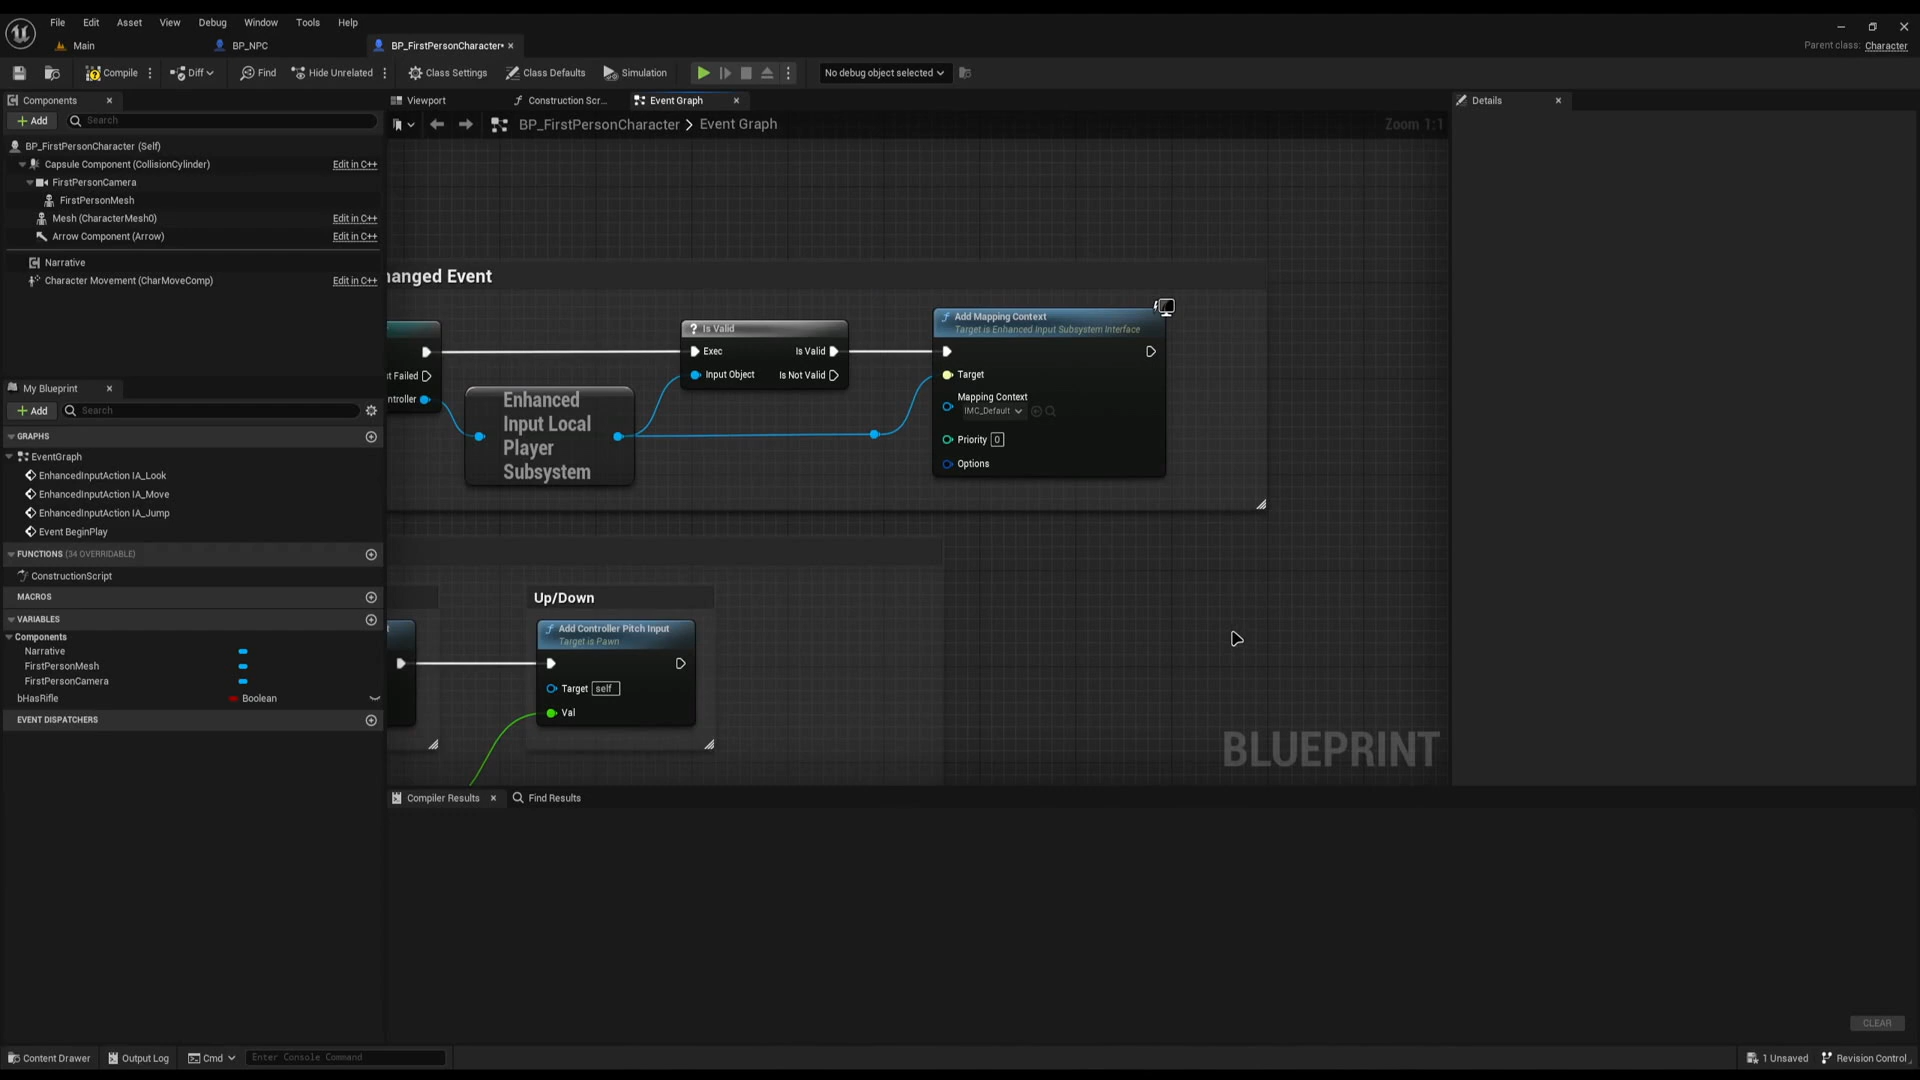 File Edit Asset View Debug Window Tools Help
Main BP_NPC BP_FirstPersonCharacter•
Parent class: Character
Compile Diff Find Hide Unrelated Class Settings Class Defaults Simulation No debug object selected
Components
Add Search
BP_FirstPersonCharacter (Self)
Capsule Component (CollisionCylinder) Edit in C++
FirstPersonCamera
FirstPersonMesh
Mesh (CharacterMesh0) Edit in C++
Arrow Component (Arrow) Edit in C++
Narrative
Character Movement (CharMoveComp) Edit in C++
My Blueprint
Add Search
GRAPHS
EventGraph
EnhancedInputAction IA_Look
EnhancedInputAction IA_Move
EnhancedInputAction IA_Jump
Event BeginPlay
FUNCTIONS (34 OVERRIDABLE)
ConstructionScript
MACROS
VARIABLES
Components
Narrative
FirstPersonMesh
FirstPersonCamera
bHasRifle Boolean
EVENT DISPATCHERS
Viewport Construction Scr... Event Graph
BP_FirstPersonCharacter > Event Graph
Zoom 1:1
hanged Event
t Failed
ntroller
Enhanced
Input Local
Player
Subsystem
? Is Valid
Exec Is Valid
Input Object Is Not Valid
f Add Mapping Context
Target is Enhanced Input Subsystem Interface
Target
Mapping Context
IMC_Default
Priority 0
Options
Up/Down
f Add Controller Pitch Input
Target is Pawn
Target self
Val
BLUEPRINT
Details
Compiler Results Find Results
CLEAR
Content Drawer Output Log Cmd Enter Console Command
1 Unsaved Revision Control